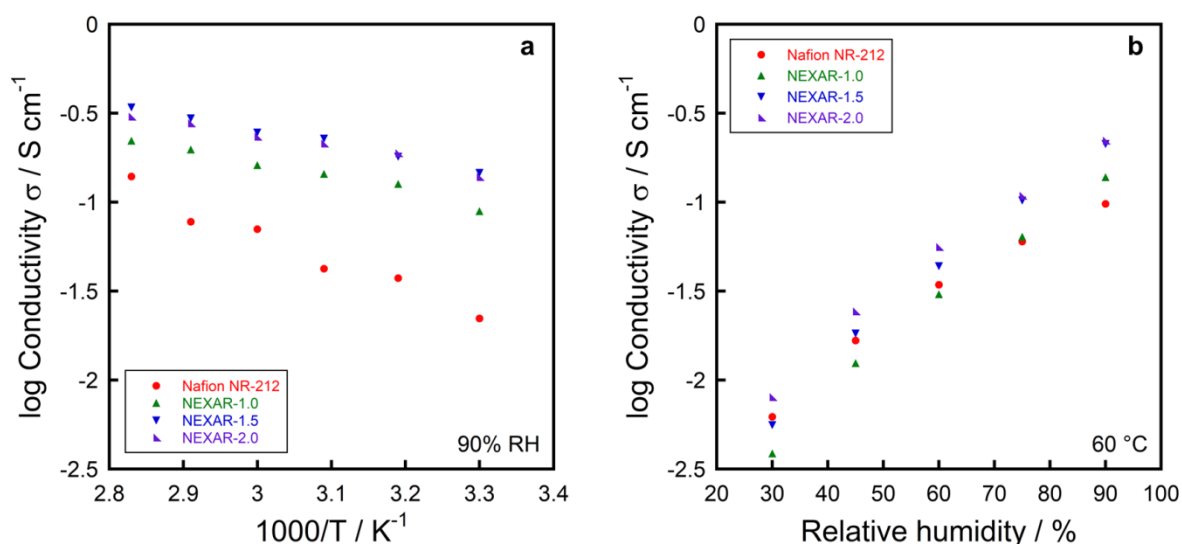 a
0
-0.5
-1
-1.5
-2
-2.5
log Conductivity σ / S cm⁻¹
Nafion NR-212
NEXAR-1.0
NEXAR-1.5
NEXAR-2.0
90% RH
2.8 2.9 3 3.1 3.2 3.3 3.4
1000/T / K⁻¹
b
0
-0.5
-1
-1.5
-2
-2.5
log Conductivity σ / S cm⁻¹
Nafion NR-212
NEXAR-1.0
NEXAR-1.5
NEXAR-2.0
60 °C
20 30 40 50 60 70 80 90 100
Relative humidity / %